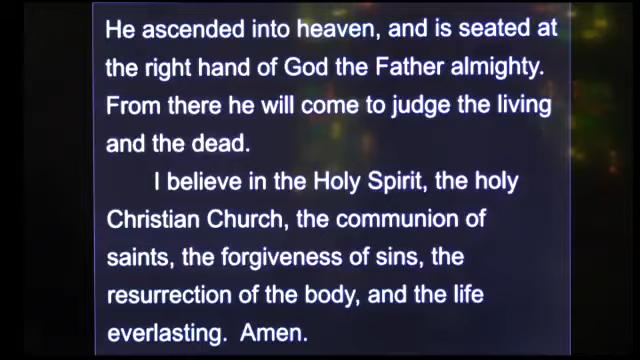 He ascended into heaven, and is seated at
the right hand of God the Father almighty.
From there he will come to judge the living
and the dead.
I believe in the Holy Spirit, the holy
Christian Church, the communion of
saints, the forgiveness of sins, the
resurrection of the body, and the life
everlasting.  Amen.